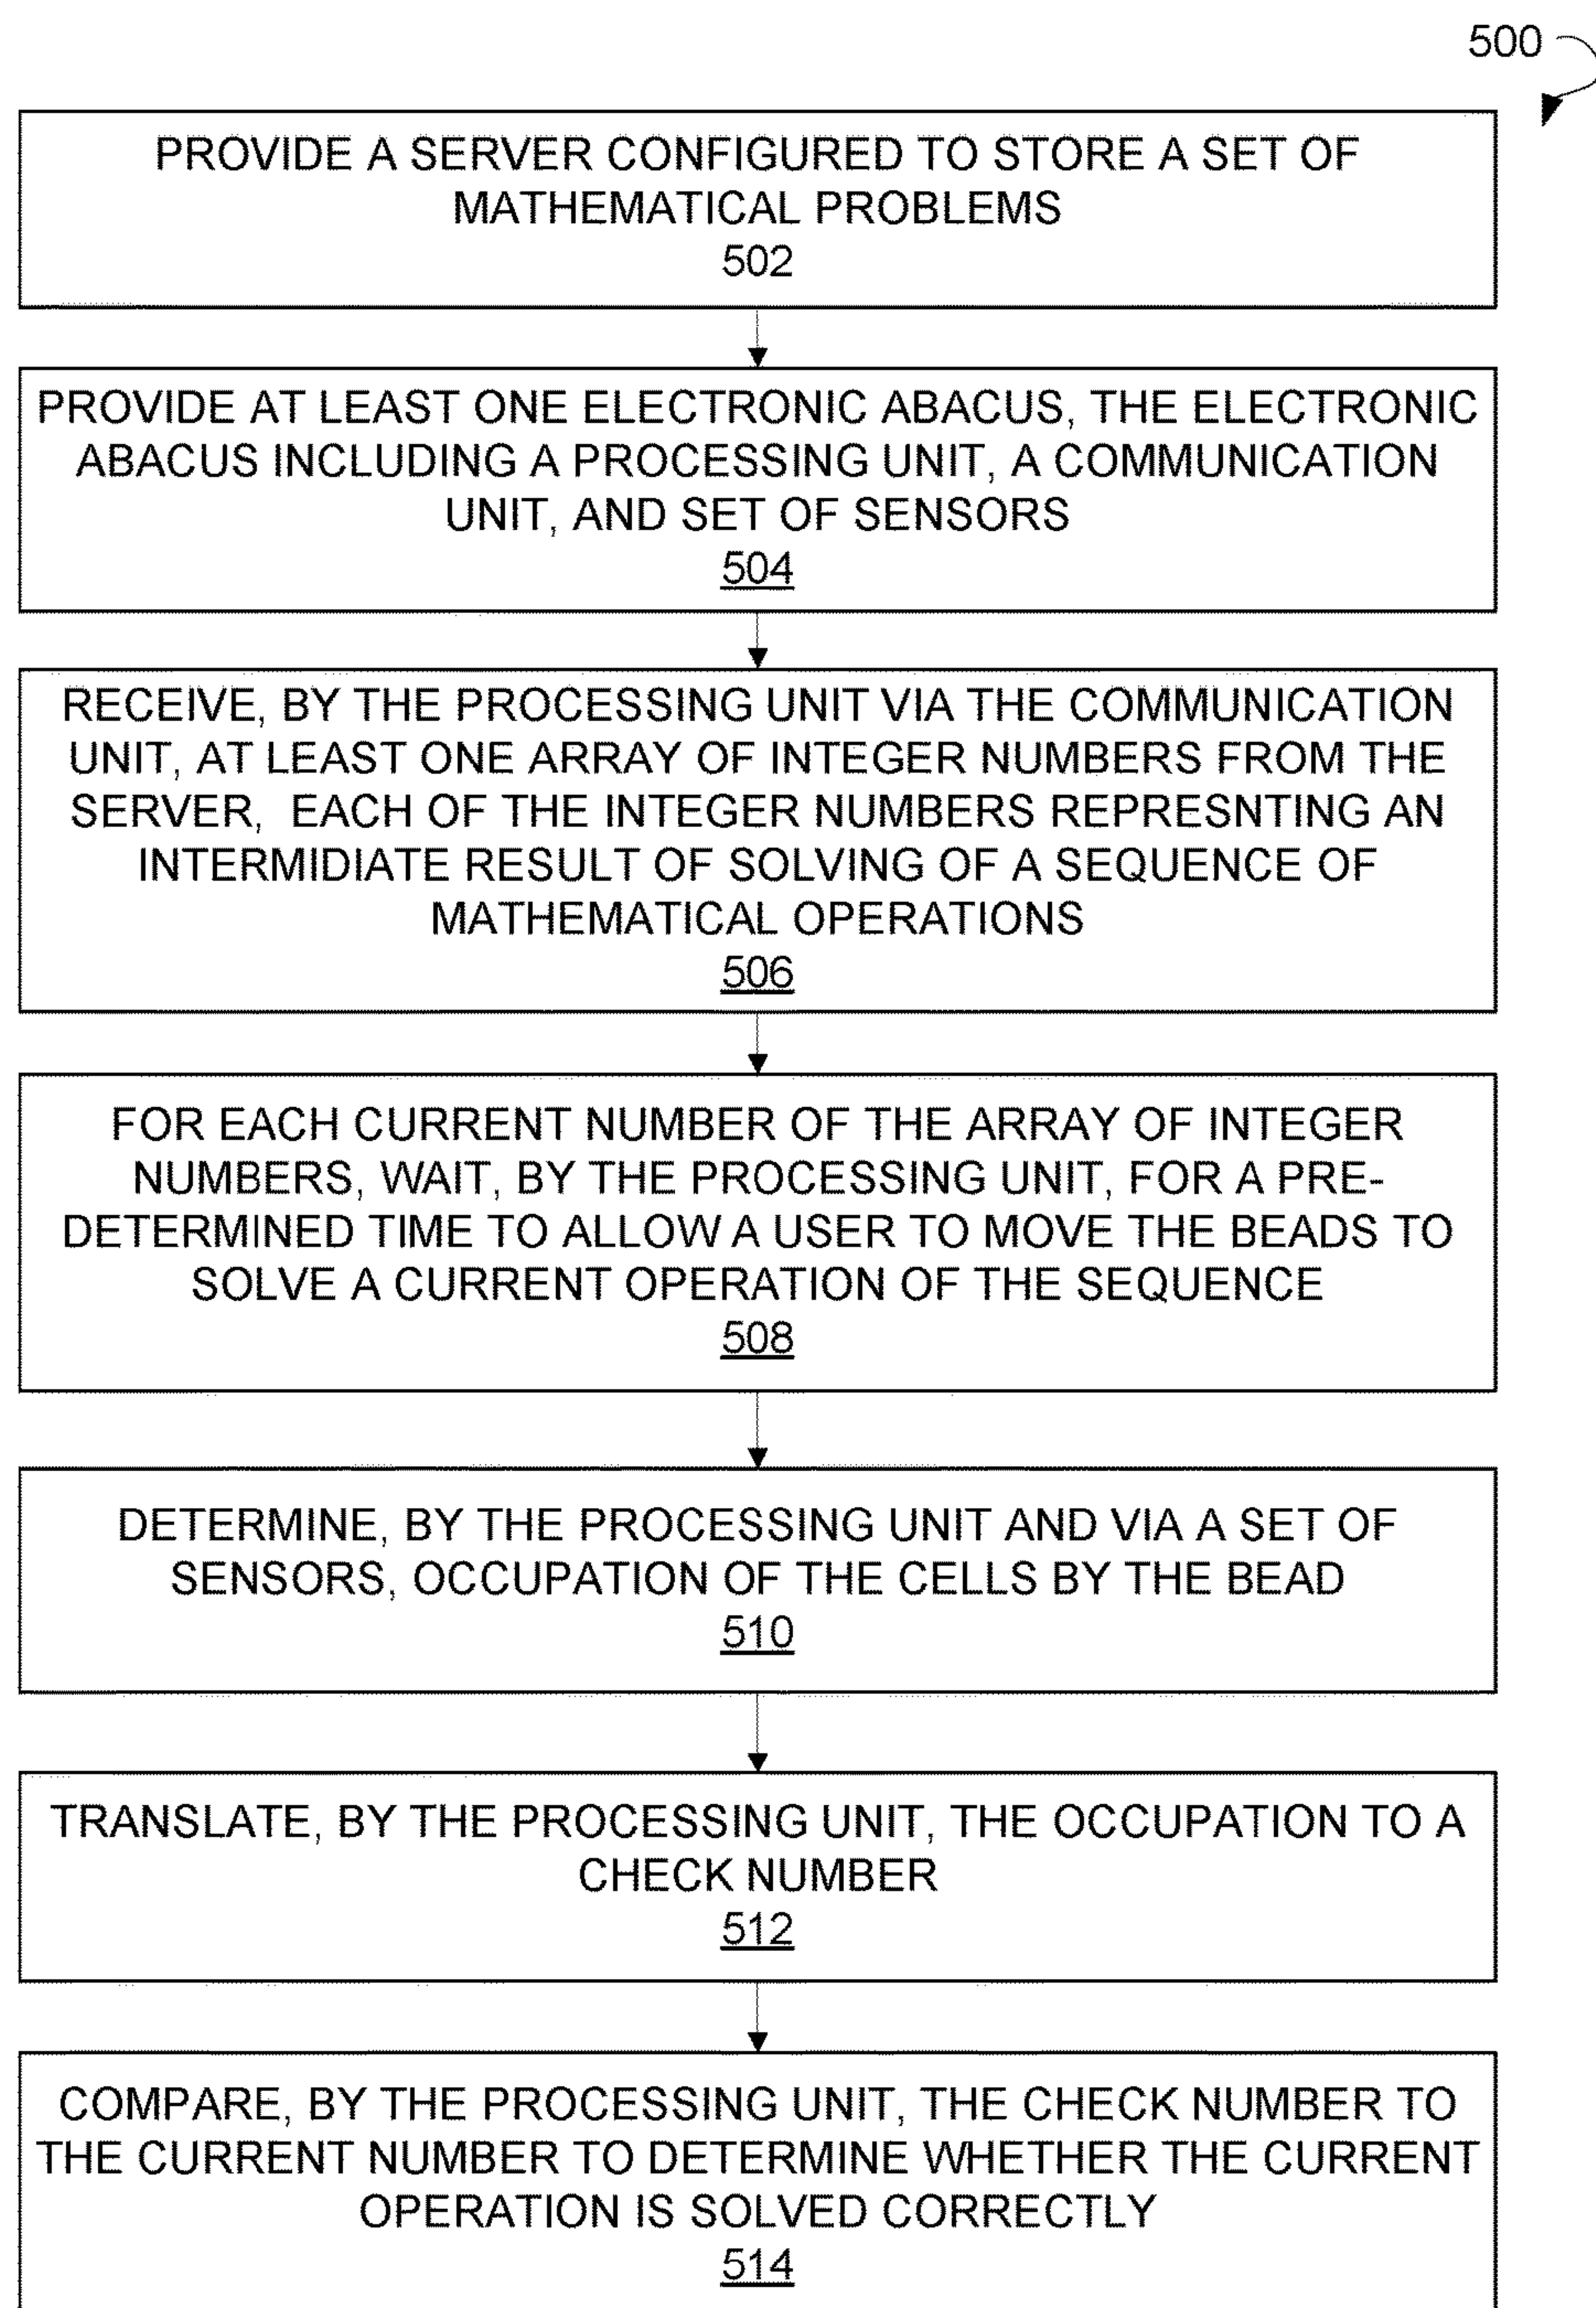 500
PROVIDE A SERVER CONFIGURED TO STORE A SET OF
MATHEMATICAL PROBLEMS
502
PROVIDE AT LEAST ONE ELECTRONIC ABACUS, THE ELECTRONIC
ABACUS INCLUDING A PROCESSING UNIT, A COMMUNICATION
UNIT, AND SET OF SENSORS
504
RECEIVE, BY THE PROCESSING UNIT VIA THE COMMUNICATION
UNIT, AT LEAST ONE ARRAY OF INTEGER NUMBERS FROM THE
SERVER, EACH OF THE INTEGER NUMBERS REPRESNTING AN
INTERMIDIATE RESULT OF SOLVING OF A SEQUENCE OF
MATHEMATICAL OPERATIONS
506
FOR EACH CURRENT NUMBER OF THE ARRAY OF INTEGER
NUMBERS, WAIT, BY THE PROCESSING UNIT, FOR A PRE-
DETERMINED TIME TO ALLOW A USER TO MOVE THE BEADS TO
SOLVE A CURRENT OPERATION OF THE SEQUENCE
508
DETERMINE, BY THE PROCESSING UNIT AND VIA A SET OF
SENSORS, OCCUPATION OF THE CELLS BY THE BEAD
510
TRANSLATE, BY THE PROCESSING UNIT, THE OCCUPATION TO A
CHECK NUMBER
512
COMPARE, BY THE PROCESSING UNIT, THE CHECK NUMBER TO
THE CURRENT NUMBER TO DETERMINE WHETHER THE CURRENT
OPERATION IS SOLVED CORRECTLY
514